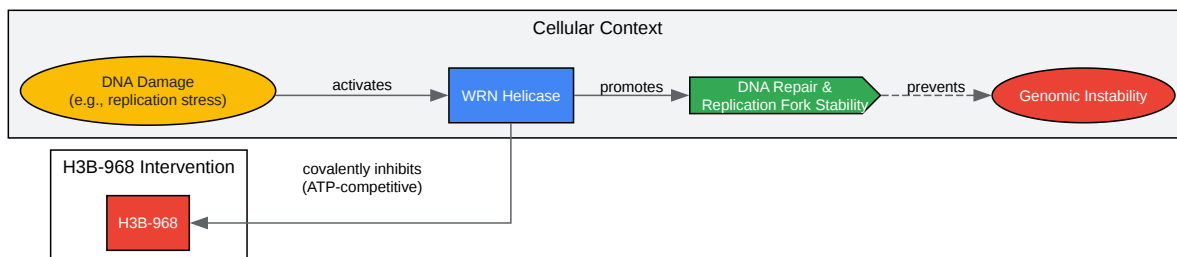 Cellular Context
DNA Damage
(e.g., replication stress)
activates
WRN Helicase
promotes
DNA Repair &
Replication Fork Stability
prevents
Genomic Instability
H3B-968 Intervention
covalently inhibits
(ATP-competitive)
H3B-968